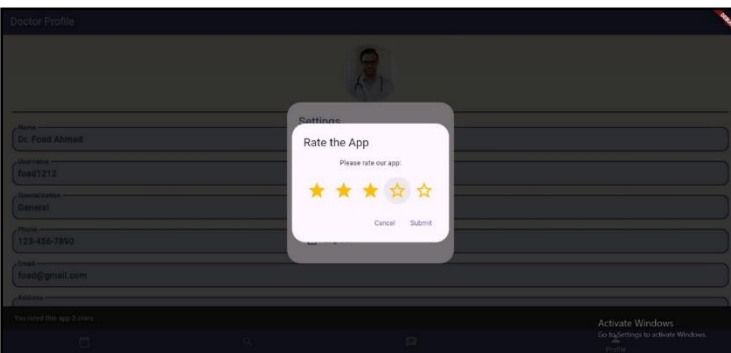 Doctor Profile
Settings
Name
Dr. Foad Ahmad
Rate the App
Username
Please rate our app:
foad1212
Specialization
General
Cancel Submit
Phone
123-456-7890
Email
foad@gmail.com
Address
You rated this app 3 stars
Activate Windows
Go to Settings to activate Windows.
Profile